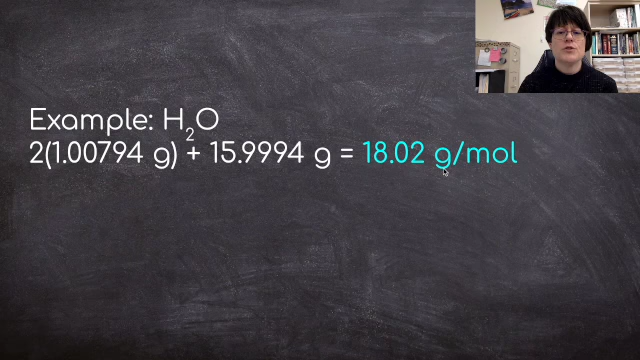 Example: H₂O
2(1.00794 g) + 15.9994 g = 18.02 g/mol